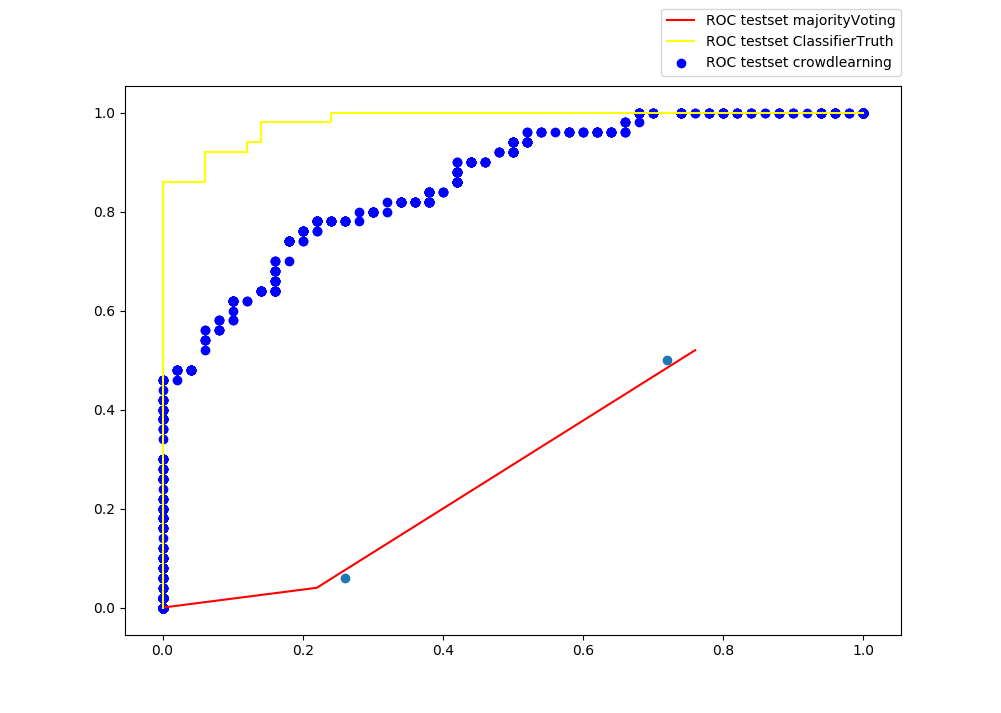 ROC testset majorityVoting
ROC testset ClassifierTruth
ROC testset crowdlearning
1.0
0.8
0.6
0.4
0.2
0.0
0.0 0.2 0.4 0.6 0.8 1.0